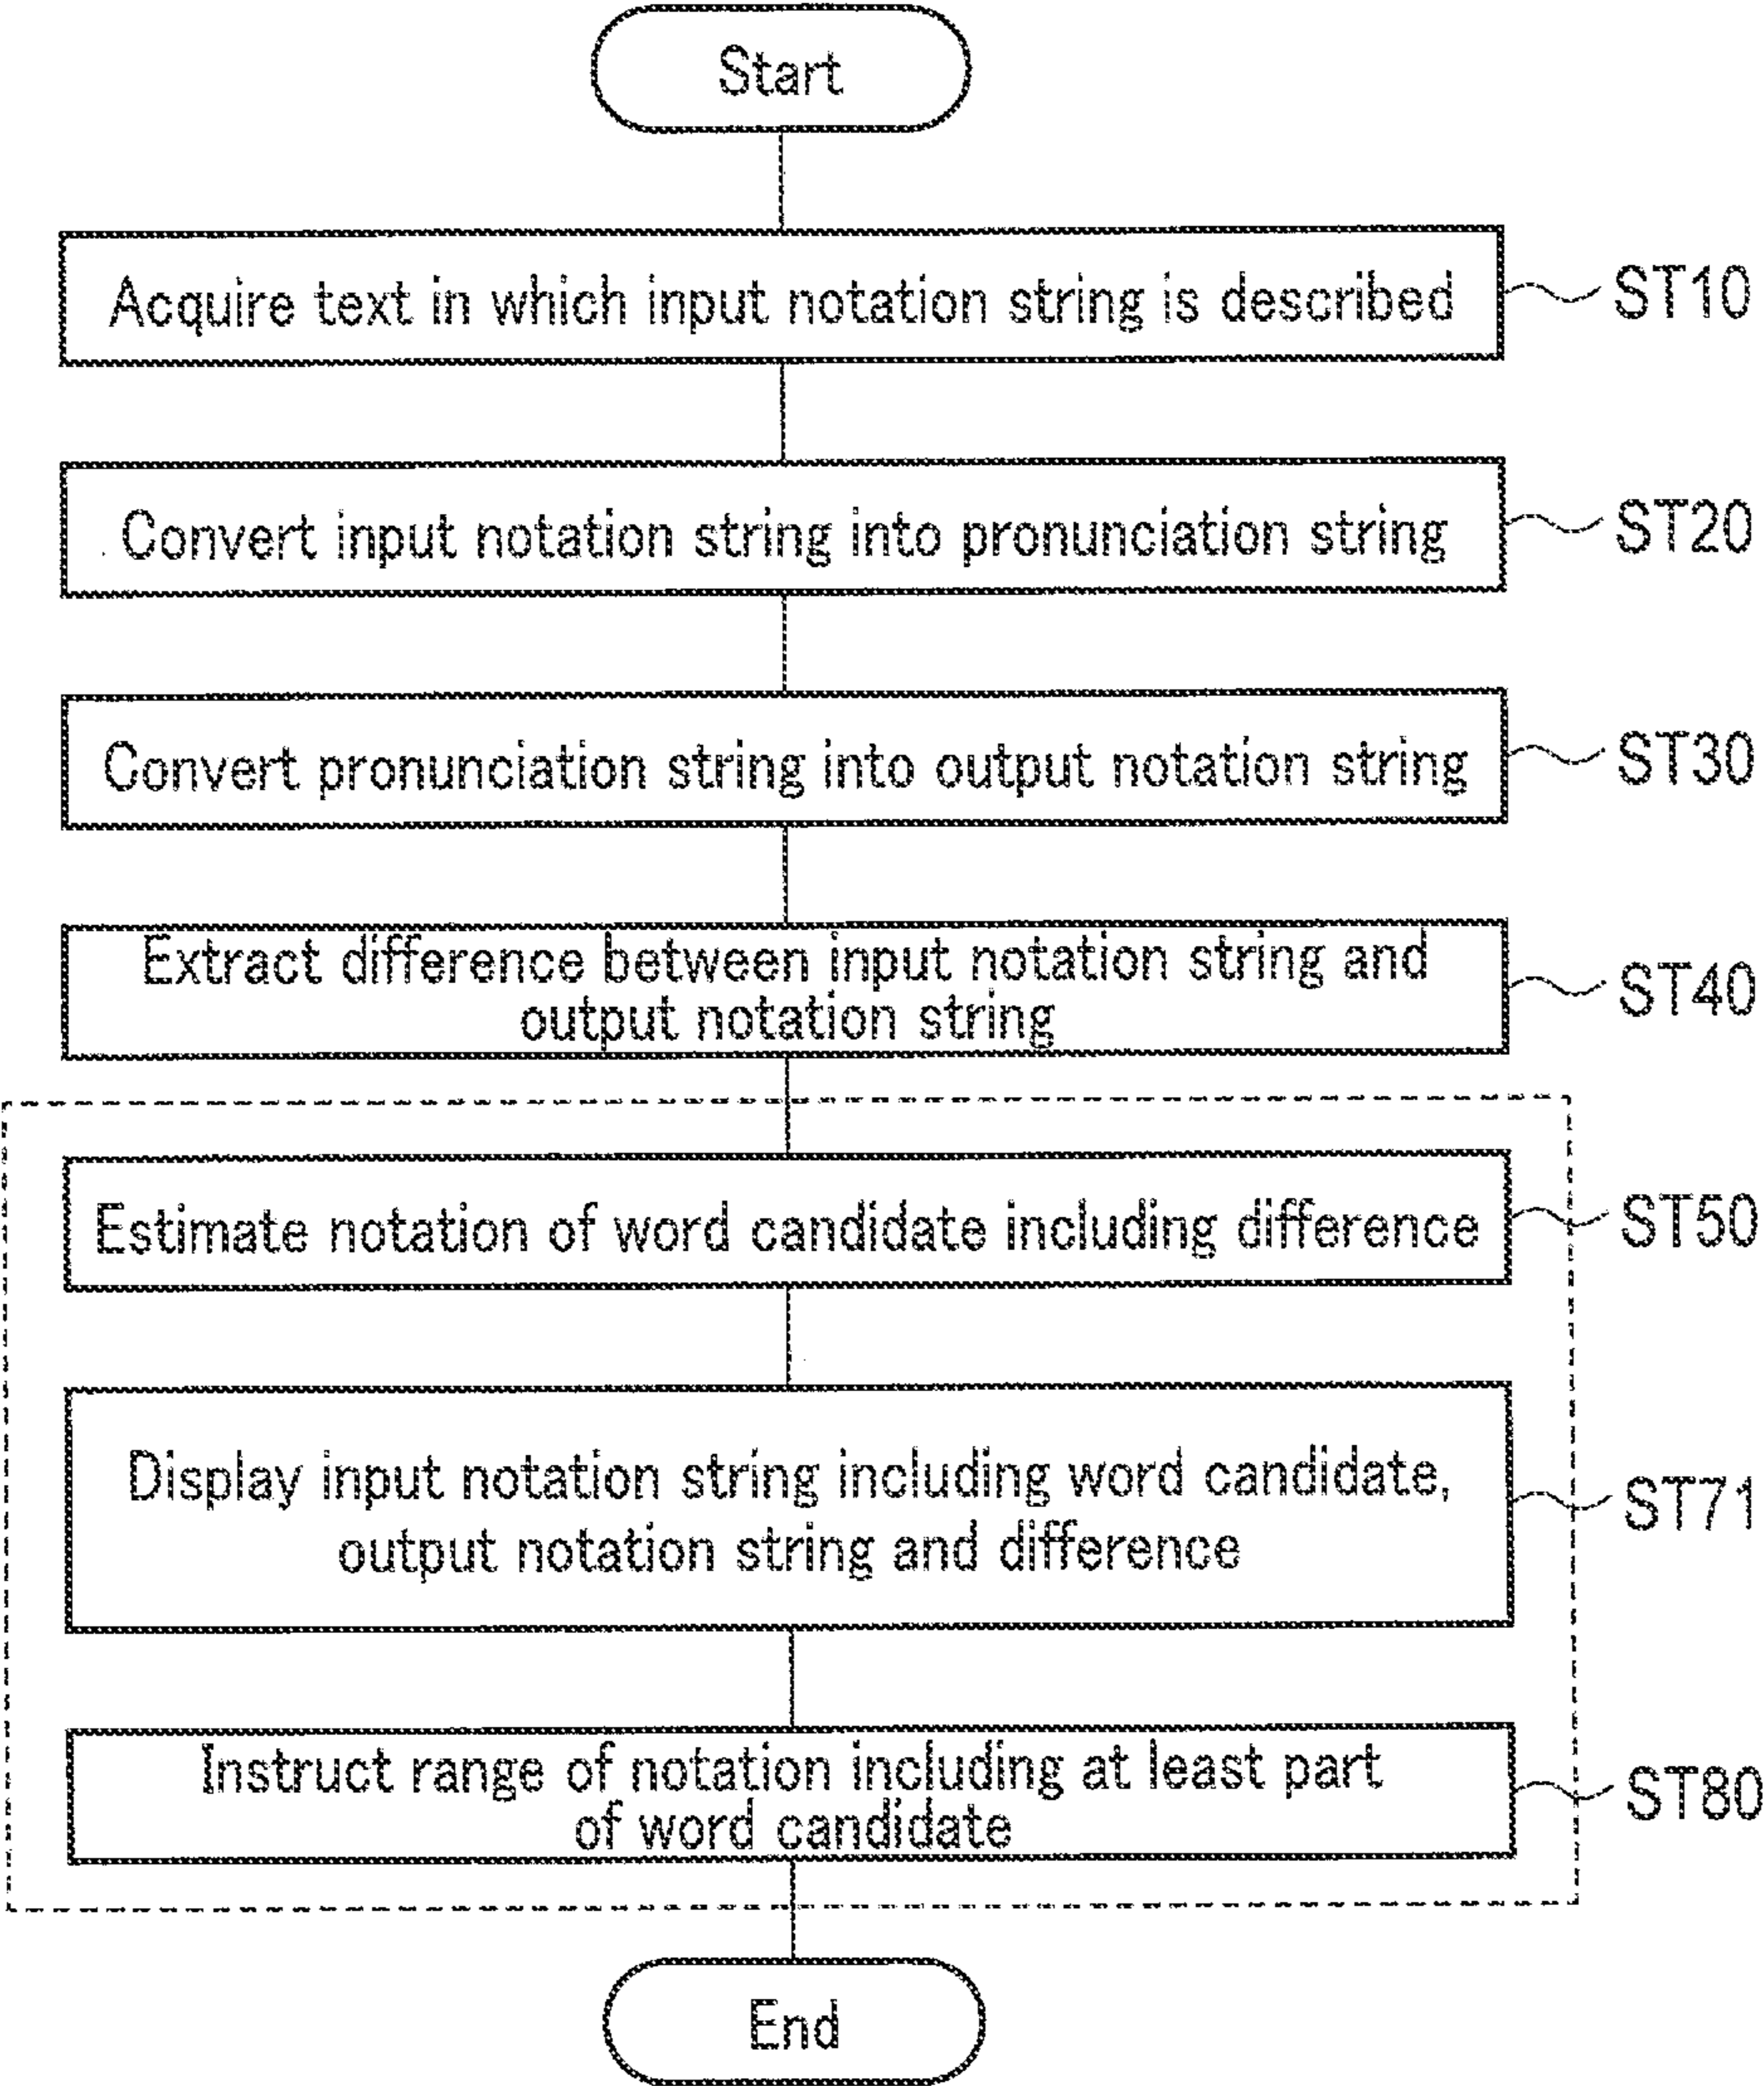 Start
Acquire text in which input notation string is described
ST10
Convert input notation string into pronunciation string
ST20
Convert pronunciation string into output notation string
ST30
Extract difference between input notation string and
output notation string
ST40
Estimate notation of word candidate including difference
ST50
Display input notation string including word candidate,
output notation string and difference
ST71
Instruct range of notation including at least part
of word candidate
ST80
End